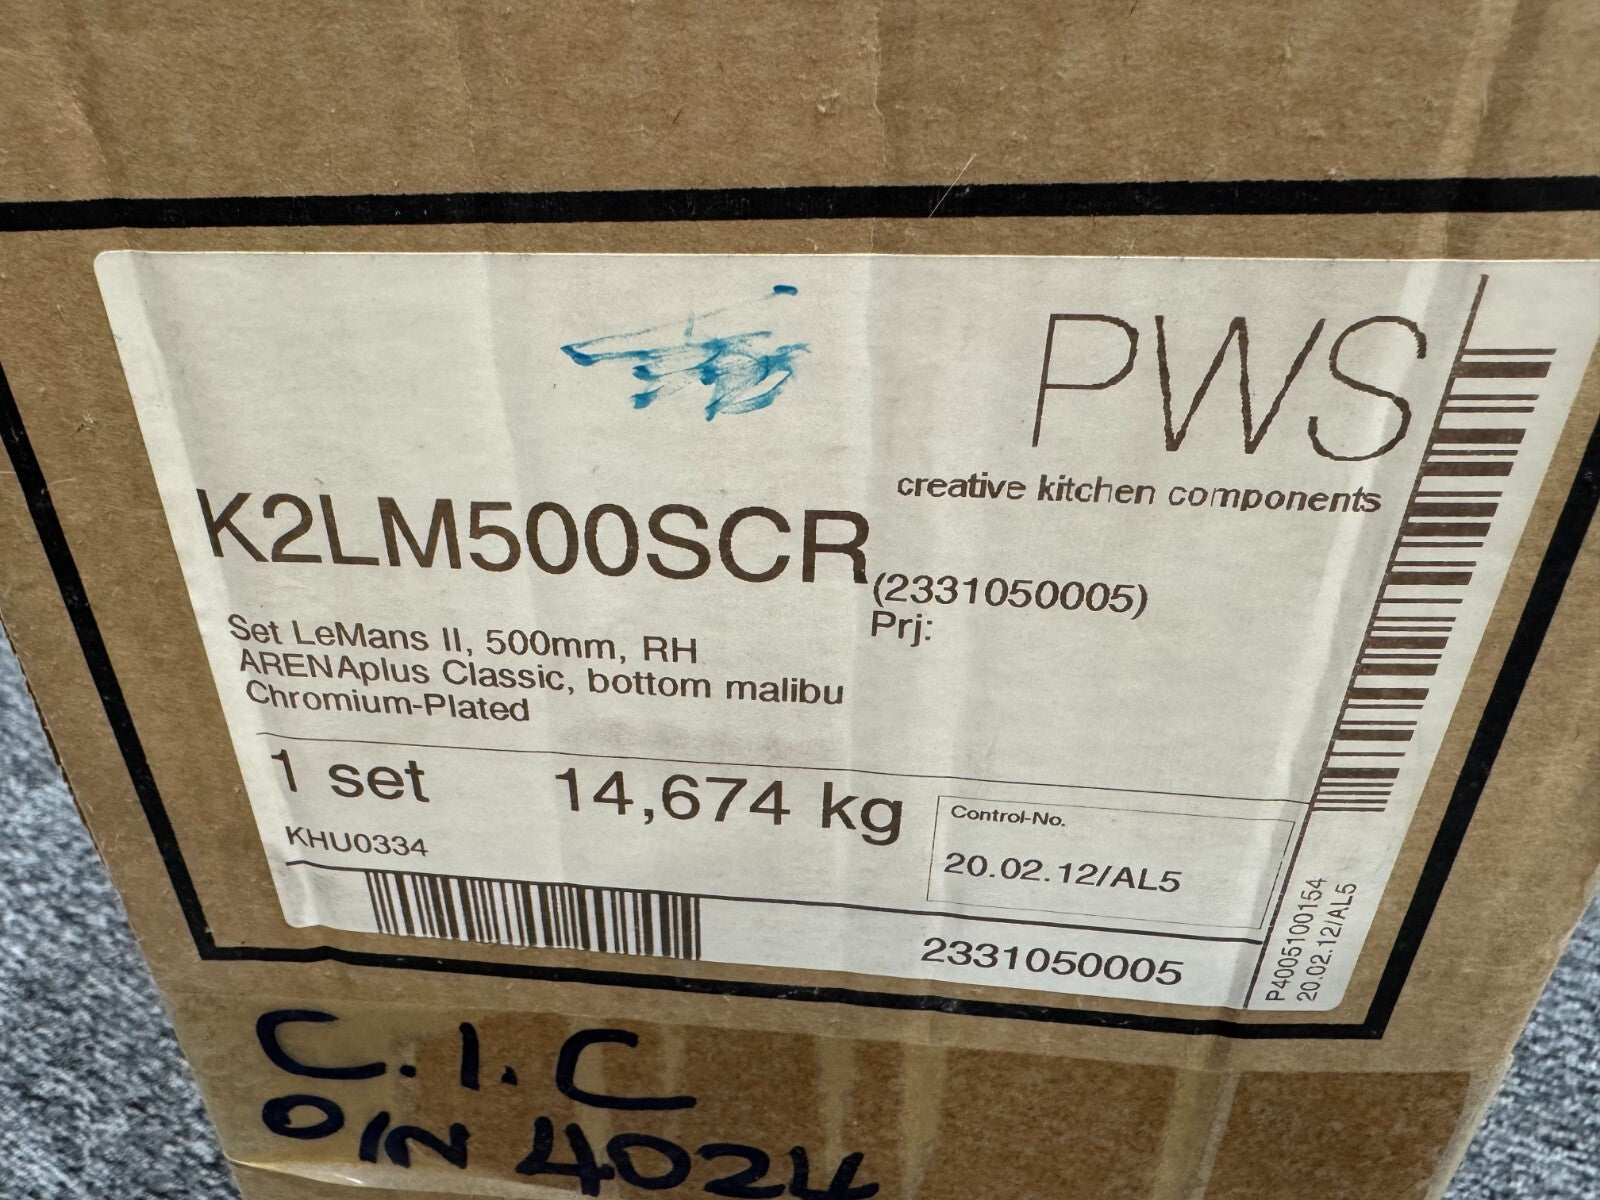 PWS
creative kitchen components
K2LM500SCR
(2331050005)
Prj:
Set LeMans II, 500mm, RH
ARENAplus Classic, bottom malibu
Chromium-Plated
1 set 14,674 kg
KHU0334
Control-No.
20.02.12/AL5
2331050005
P4005100154
20.02.12/AL5
C.I.C
OIN 4024